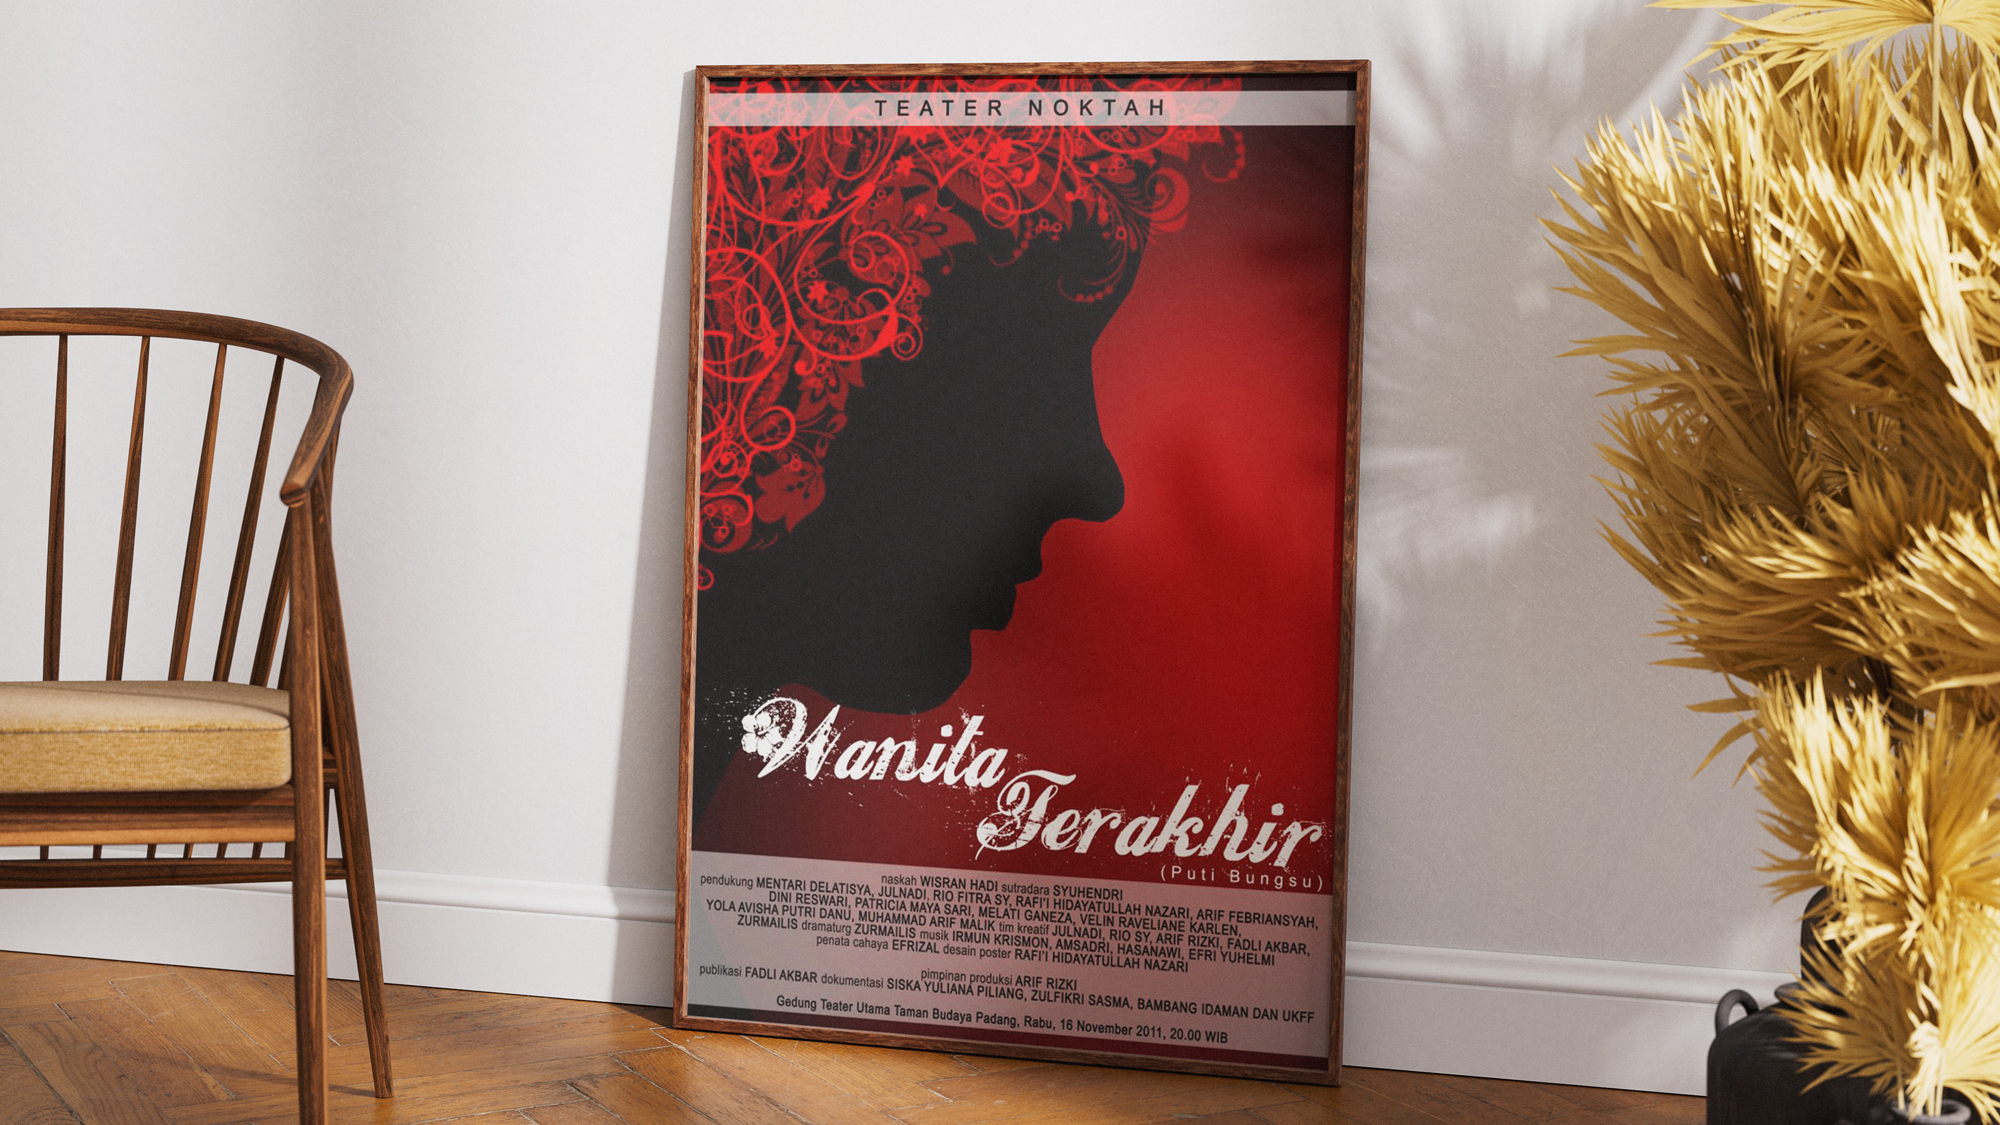 TEATER NOKTAH
Wanita
Terakhir
(Puti Bungsu)
naskah WISRAN HADI sutradara SYUHENDRI
pendukung MENTARI DELATISYA, JULNADI, RIO FITRA SY, RAFI'I HIDAYATULLAH NAZARI, ARIF FEBRIANSYAH,
DINI RESWARI, PATRICIA MAYA SARI, MELATI GANEZA, VELIN RAVELIANE KARLEN,
YOLA AVISHA PUTRI DANU, MUHAMMAD ARIF MALIK tim kreatif JULNADI, RIO SY, ARIF RIZKI, FADLI AKBAR,
ZURMAILIS dramaturg ZURMAILIS musik IRMUN KRISMON, AMSADRI, HASANAWI, EFRI YUHELMI
penata cahaya EFRIZAL desain poster RAFI'I HIDAYATULLAH NAZARI
pimpinan produksi ARIF RIZKI
publikasi FADLI AKBAR dokumentasi SISKA YULIANA PILIANG, ZULFIKRI SASMA, BAMBANG IDAMAN DAN UKFF
Gedung Teater Utama Taman Budaya Padang, Rabu, 16 November 2011, 20.00 WIB